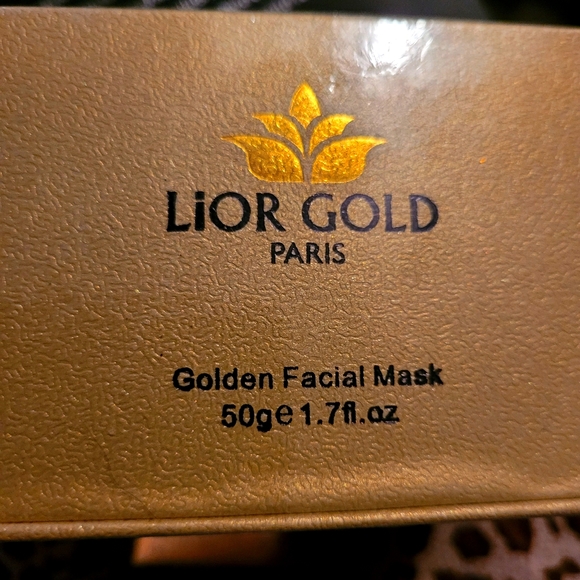 LiOR GOLD
PARIS
Golden Facial Mask
50g℮1.7fl.oz